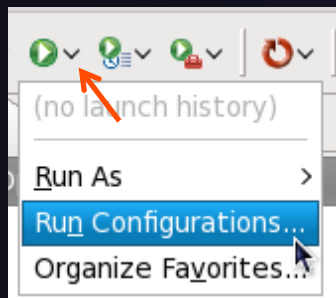 (no launch history)
Run As
Run Configurations...
Organize Favorites...